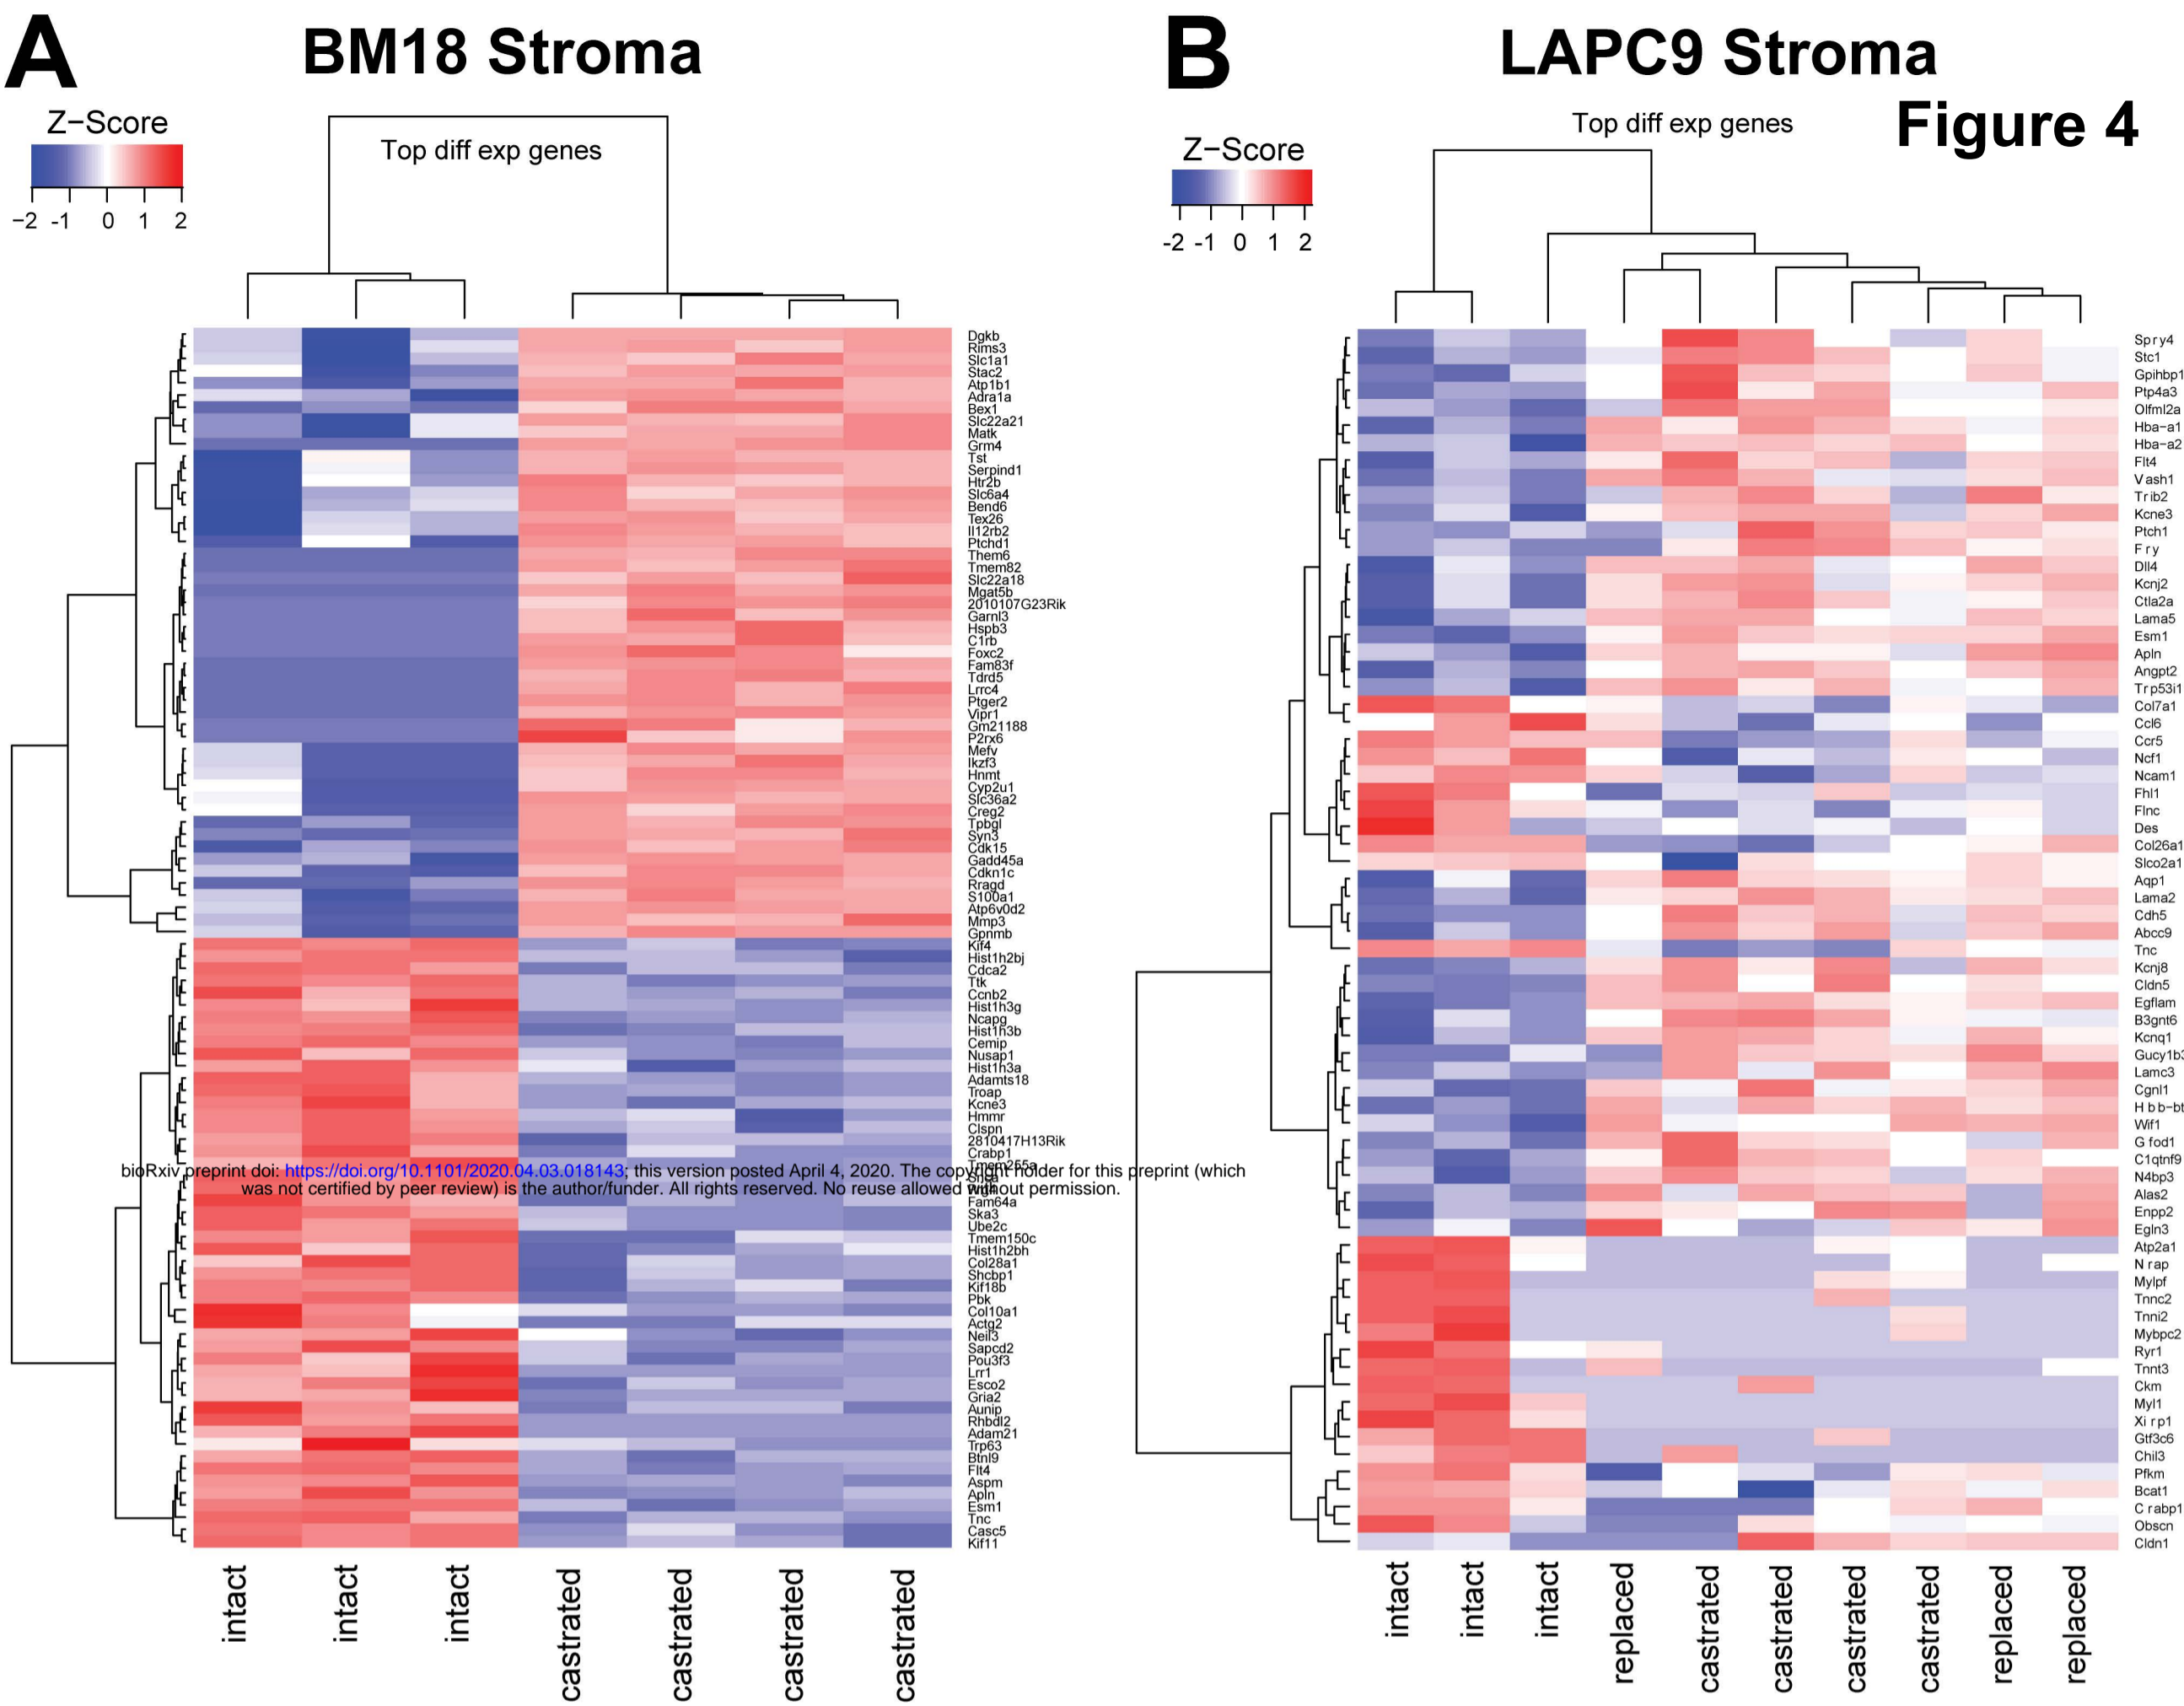 A
BM18 Stroma
Z-Score
-2 -1 0 1 2
Top diff exp genes
Dgkb
Rims3
Slc1a1
Stac2
Atp1b1
Adra1a
Bex1
Slc22a21
Matk
Grm4
Tst
Serpind1
Htr2b
Slc6a4
Bend6
Tex26
Il12rb2
Ptchd1
Them6
Tmem82
Slc22a18
Mgat5b
2010107G23Rik
Garnl3
Hspb3
C1rb
Foxc2
Fam83f
Tdrd5
Lrrc4
Ptger2
Vipr1
Gm21188
P2rx6
Mefv
Ikzf3
Hnmt
Cyp2u1
Slc36a2
Creg2
Tpbgl
Syn3
Cdk15
Gadd45a
Cdkn1c
Rragd
S100a1
Atp6v0d2
Mmp3
Gpnmb
Kif4
Hist1h2bj
Cdca2
Ttk
Ccnb2
Hist1h3g
Ncapg
Hist1h3b
Cemip
Nusap1
Hist1h3a
Adamts18
Troap
Kcne3
Hmmr
Clspn
2810417H13Rik
Crabp1
Tmem255a
Fam64a
Ska3
Ube2c
Tmem150c
Hist1h2bh
Col28a1
Shcbp1
Kif18b
Pbk
Col10a1
Actg2
Neil3
Sapcd2
Pou3f3
Lrr1
Esco2
Gria2
Aunip
Rhbdl2
Adam21
Trp63
Btnl9
Flt4
Aspm
Apln
Esm1
Tnc
Casc5
Kif11
intact intact intact castrated castrated castrated castrated
bioRxiv preprint doi: https://doi.org/10.1101/2020.04.03.018143; this version posted April 4, 2020. The copyright holder for this preprint (which
was not certified by peer review) is the author/funder. All rights reserved. No reuse allowed without permission.
B
LAPC9 Stroma
Figure 4
Z-Score
-2 -1 0 1 2
Top diff exp genes
Spry4
Stc1
Gpihbp1
Ptp4a3
Olfml2a
Hba-a1
Hba-a2
Flt4
Vash1
Trib2
Kcne3
Ptch1
Fry
Dll4
Kcnj2
Ctla2a
Lama5
Esm1
Apln
Angpt2
Trp53i1
Col7a1
Ccl6
Ccr5
Ncf1
Ncam1
Fhl1
Flnc
Des
Col26a1
Slco2a1
Aqp1
Lama2
Cdh5
Abcc9
Tnc
Kcnj8
Cldn5
Egflam
B3gnt6
Kcnq1
Gucy1b3
Lamc3
Cgnl1
Hbb-bt
Wif1
Gfod1
C1qtnf9
N4bp3
Alas2
Enpp2
Egln3
Atp2a1
Nrap
Mylpf
Tnnc2
Tnni2
Mybpc2
Ryr1
Tnnt3
Ckm
Myl1
Xirp1
Gtf3c6
Chil3
Pfkm
Bcat1
Crabp1
Obscn
Cldn1
intact intact intact replaced castrated castrated castrated castrated replaced replaced